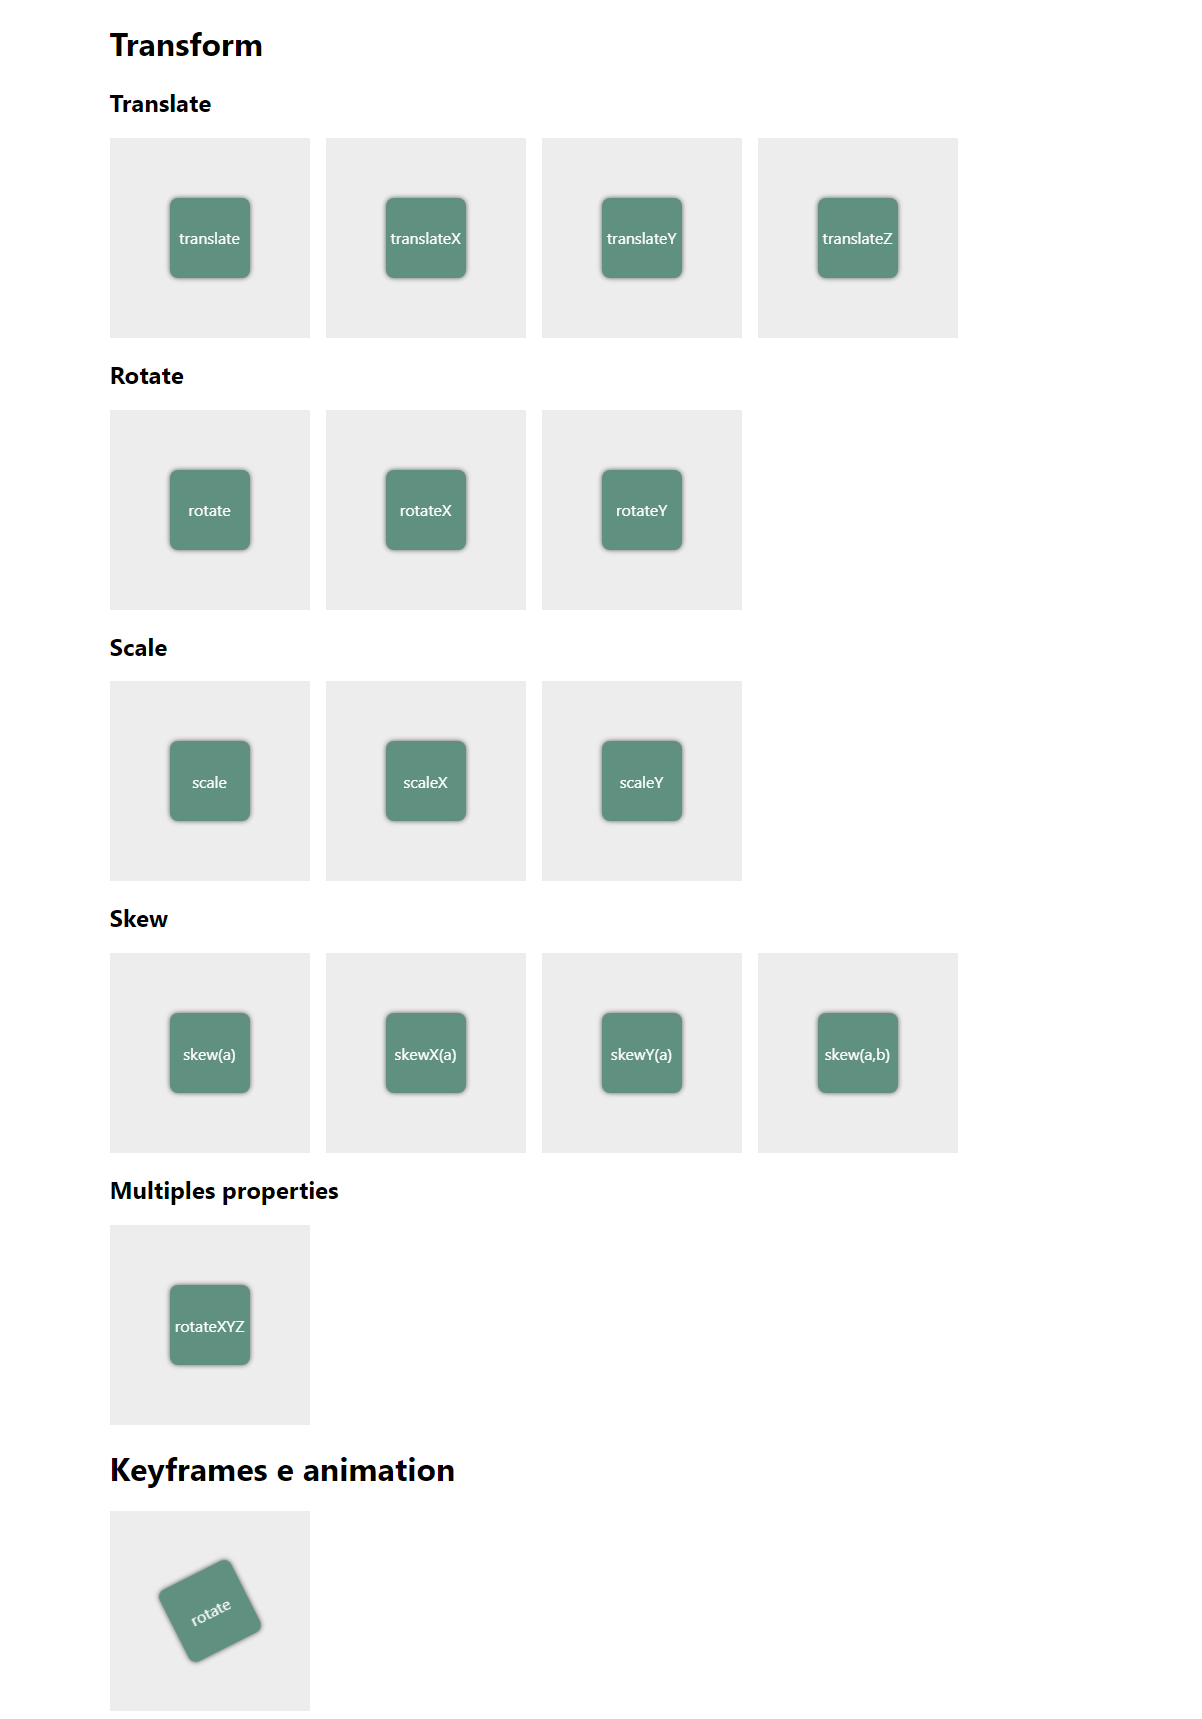 Transform
Translate
translate translateX translateY translateZ
Rotate
rotate rotateX rotateY
Scale
scale scaleX scaleY
Skew
skew(a) skewX(a) skewY(a) skew(a,b)
Multiples properties
rotateXYZ
Keyframes e animation
rotate